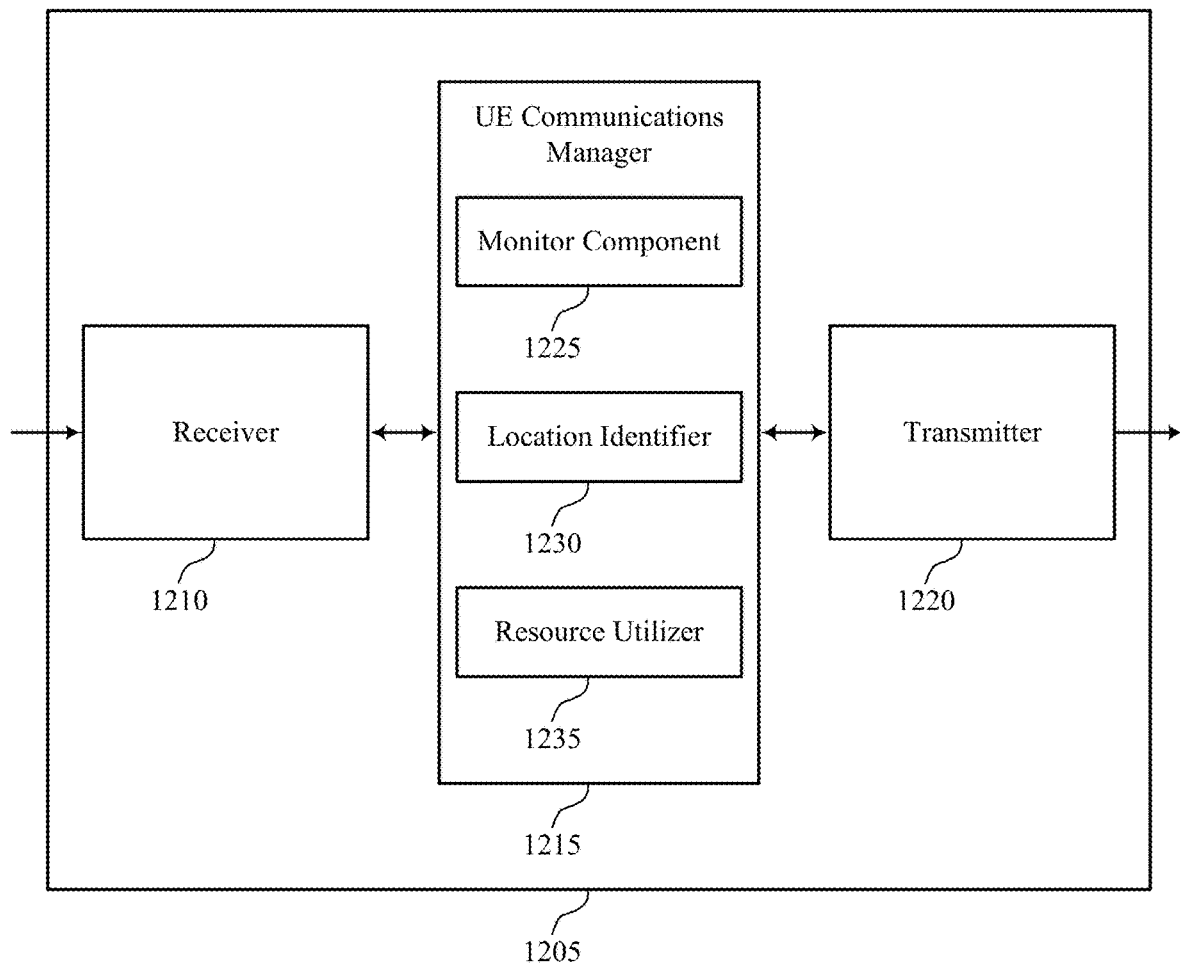 UE Communications
Manager
Monitor Component
1225
Receiver
1210
Location Identifier
1230
Transmitter
1220
Resource Utilizer
1235
1215
1205